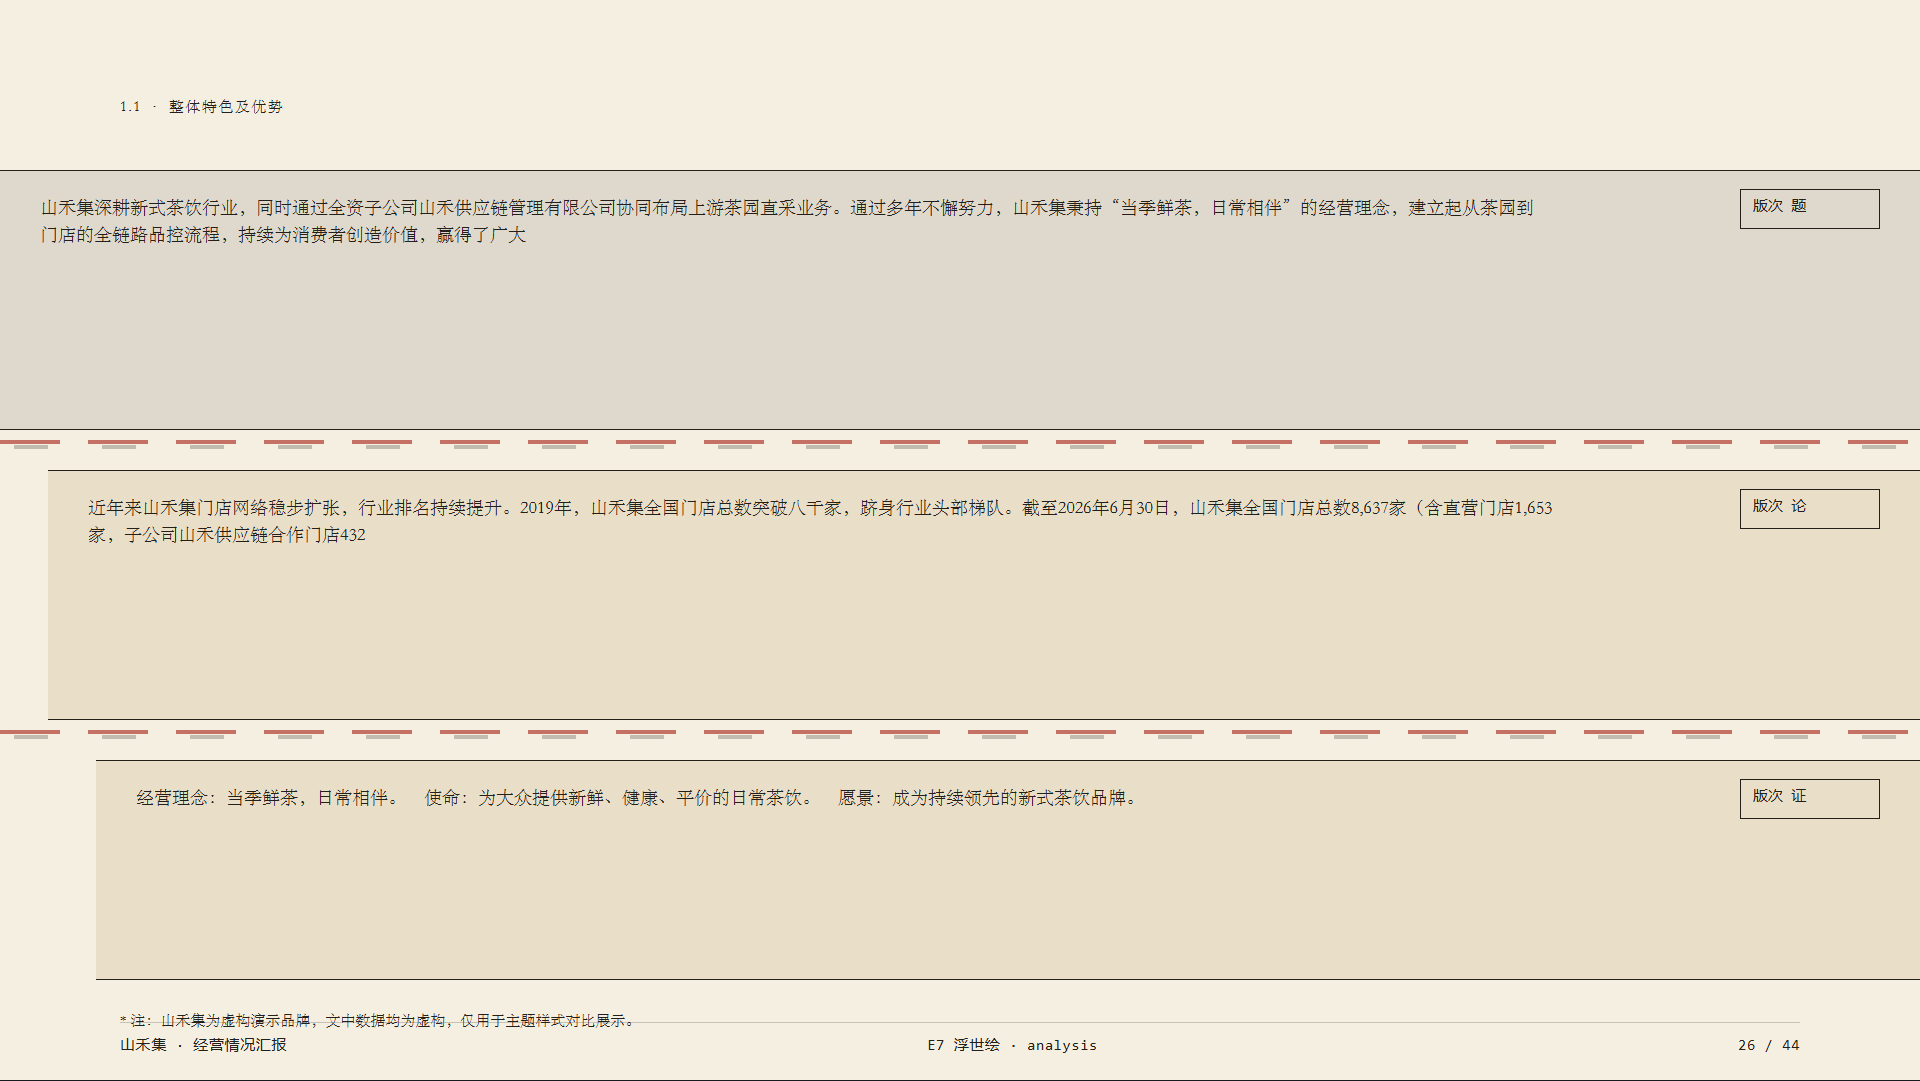 1.1 · 整体特色及优势
山禾集深耕新式茶饮行业，同时通过全资子公司山禾供应链管理有限公司协同布局上游茶园直采业务。通过多年不懈努力，山禾集秉持“当季鲜茶，日常相伴”的经营理念，建立起从茶园到
门店的全链路品控流程，持续为消费者创造价值，赢得了广大
版次 题
近年来山禾集门店网络稳步扩张，行业排名持续提升。2019年，山禾集全国门店总数突破八千家，跻身行业头部梯队。截至2026年6月30日，山禾集全国门店总数8,637家（含直营门店1,653
家，子公司山禾供应链合作门店432
版次 论
经营理念：当季鲜茶，日常相伴。 使命：为大众提供新鲜、健康、平价的日常茶饮。 愿景：成为持续领先的新式茶饮品牌。
版次 证
* 注：山禾集为虚构演示品牌，文中数据均为虚构，仅用于主题样式对比展示。
山禾集 · 经营情况汇报
E7 浮世绘 · analysis
26 / 44